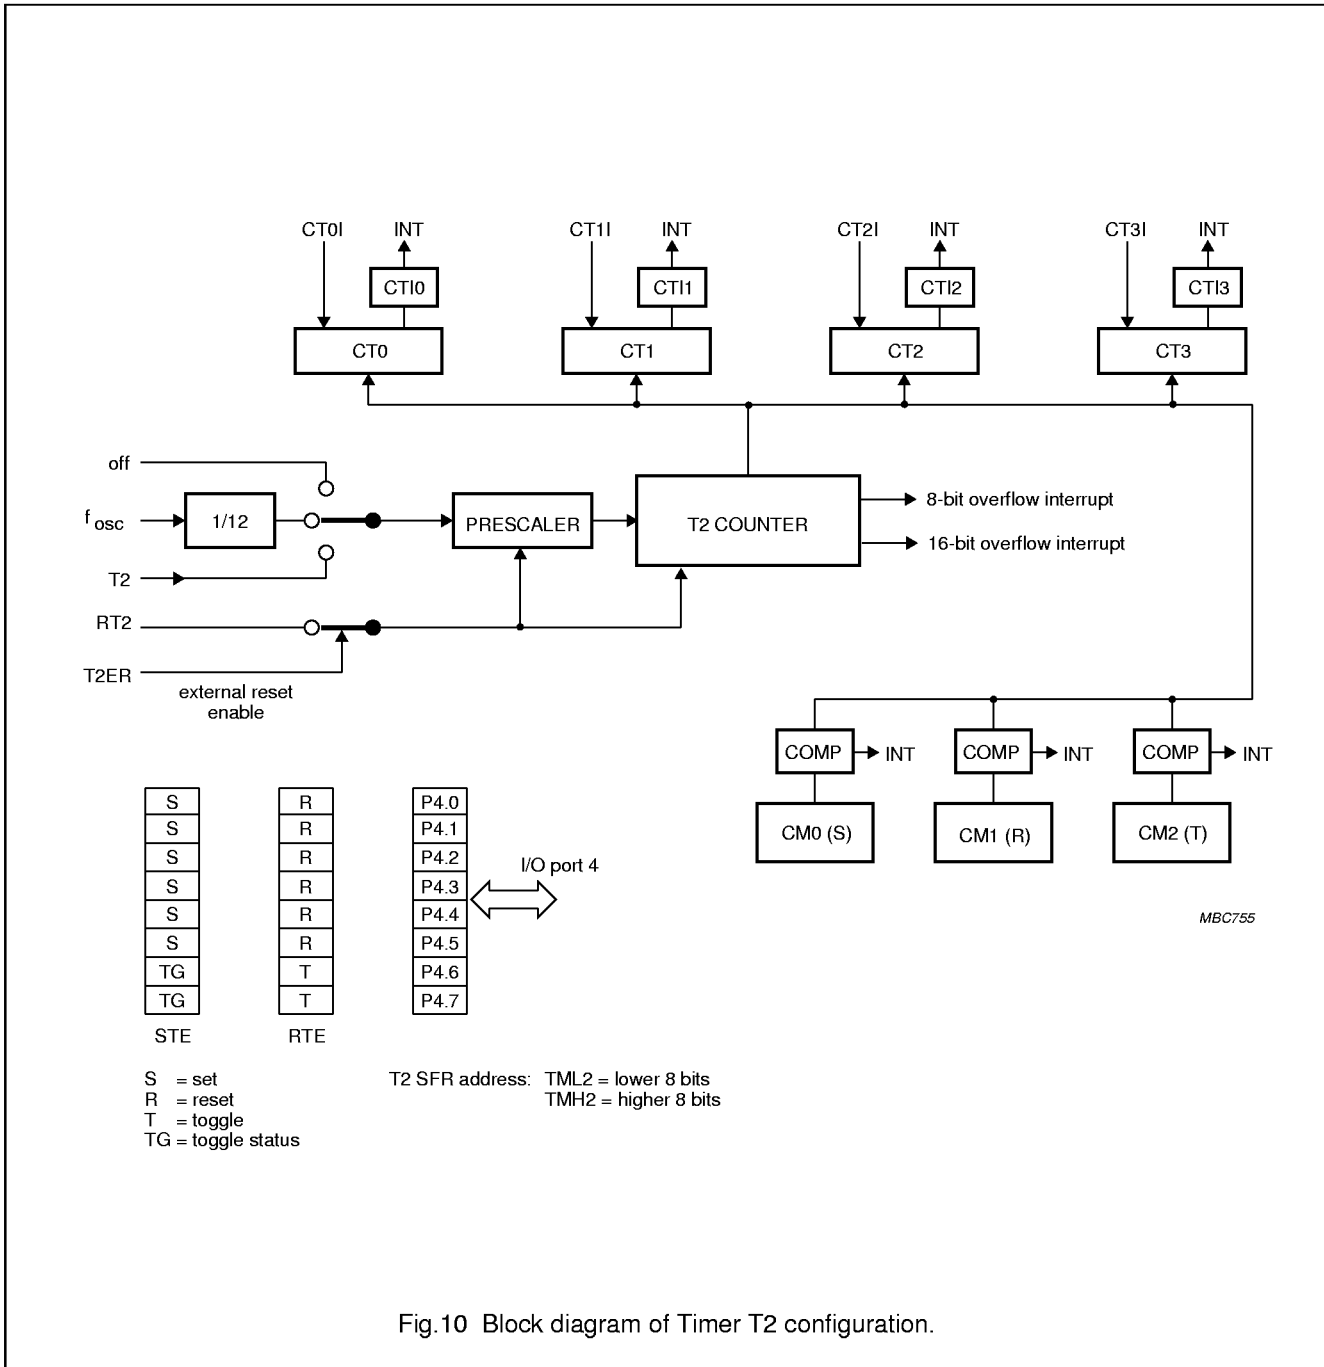 CT0I INT CT1I INT CT2I INT CT3I INT
CTI0 CTI1 CTI2 CTI3
CT0 CT1 CT2 CT3
off
fosc 1/12 PRESCALER T2 COUNTER
8-bit overflow interrupt
16-bit overflow interrupt
T2
RT2
T2ER
external reset
enable
COMP INT COMP INT COMP INT
CM0 (S) CM1 (R) CM2 (T)
S R P4.0
S R P4.1
S R P4.2
S R P4.3
S R P4.4
S R P4.5
TG T P4.6
TG T P4.7
I/O port 4
STE RTE
MBC755
S = set
R = reset
T = toggle
TG = toggle status
T2 SFR address: TML2 = lower 8 bits
TMH2 = higher 8 bits
Fig.10 Block diagram of Timer T2 configuration.